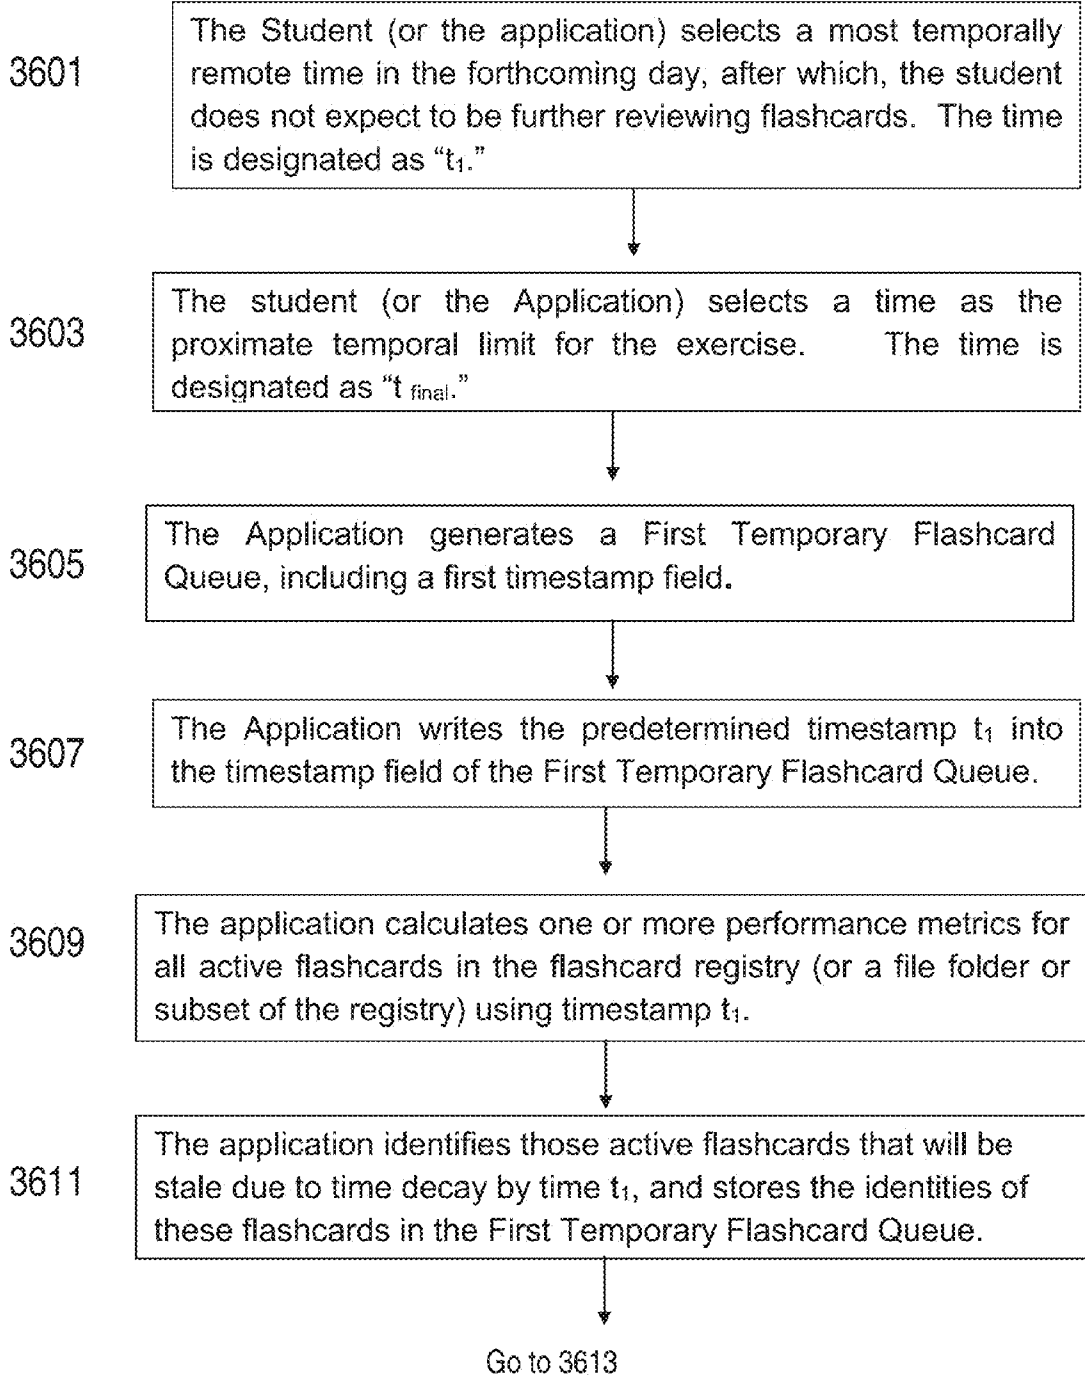 3601
The Student (or the application) selects a most temporally
remote time in the forthcoming day, after which, the student
does not expect to be further reviewing flashcards. The time
is designated as “t₁.”
3603
The student (or the Application) selects a time as the
proximate temporal limit for the exercise. The time is
designated as “t final.”
3605
The Application generates a First Temporary Flashcard
Queue, including a first timestamp field.
3607
The Application writes the predetermined timestamp t₁ into
the timestamp field of the First Temporary Flashcard Queue.
3609
The application calculates one or more performance metrics for
all active flashcards in the flashcard registry (or a file folder or
subset of the registry) using timestamp t₁.
3611
The application identifies those active flashcards that will be
stale due to time decay by time t₁, and stores the identities of
these flashcards in the First Temporary Flashcard Queue.
Go to 3613